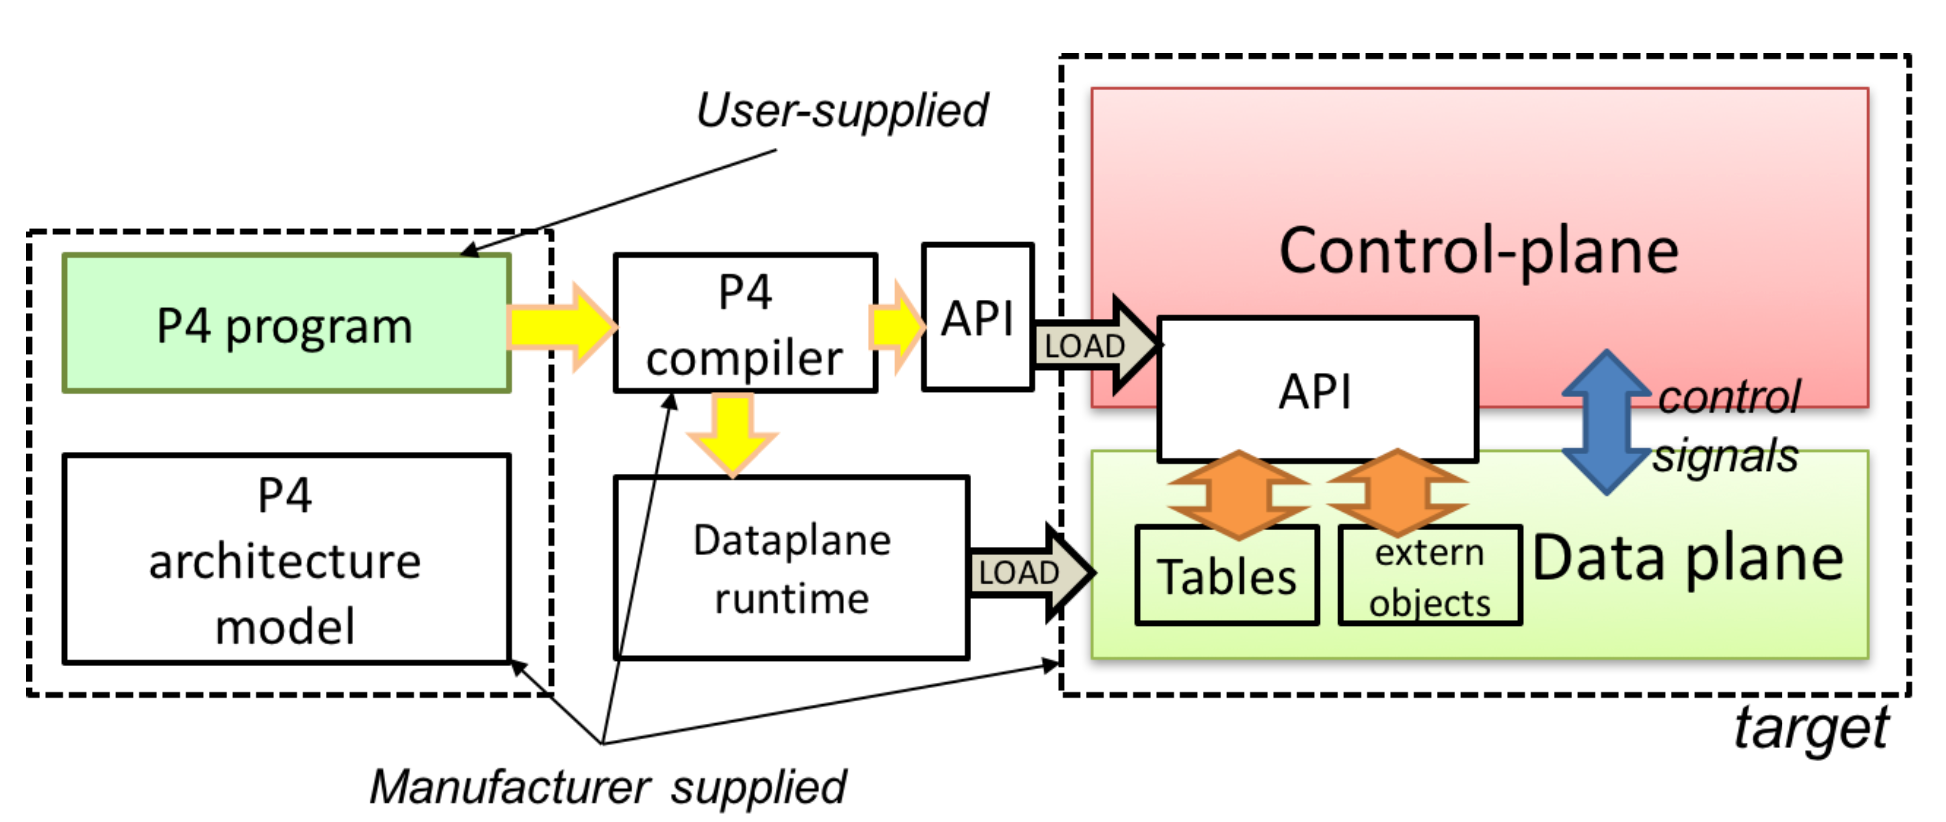 User-supplied
P4 program
P4
compiler
API
LOAD
Control-plane
API
control
signals
P4
architecture
model
Dataplane
runtime
LOAD
Tables
extern
objects
Data plane
target
Manufacturer supplied